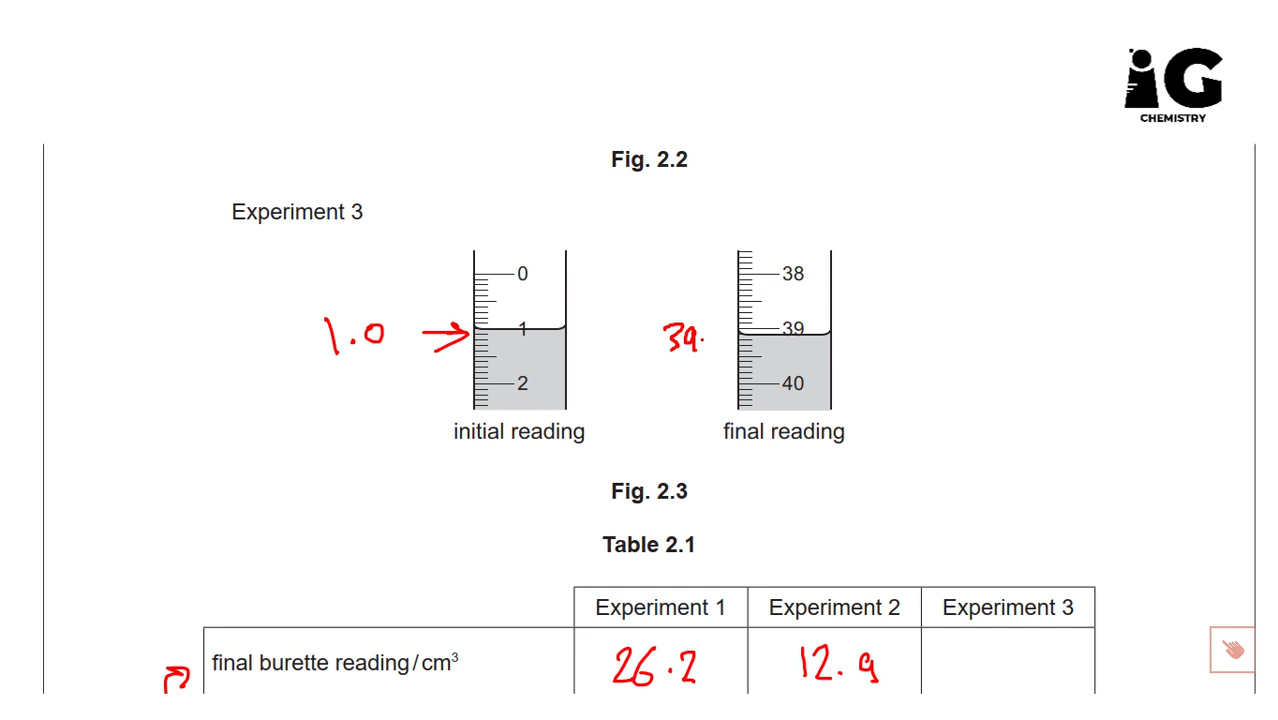 iG
CHEMISTRY
Fig. 2.2
Experiment 3
0
1
2
1.0
initial reading
38
39
40
39.
final reading
Fig. 2.3
Table 2.1
Experiment 1 Experiment 2 Experiment 3
final burette reading/cm³ 26.2 12.9